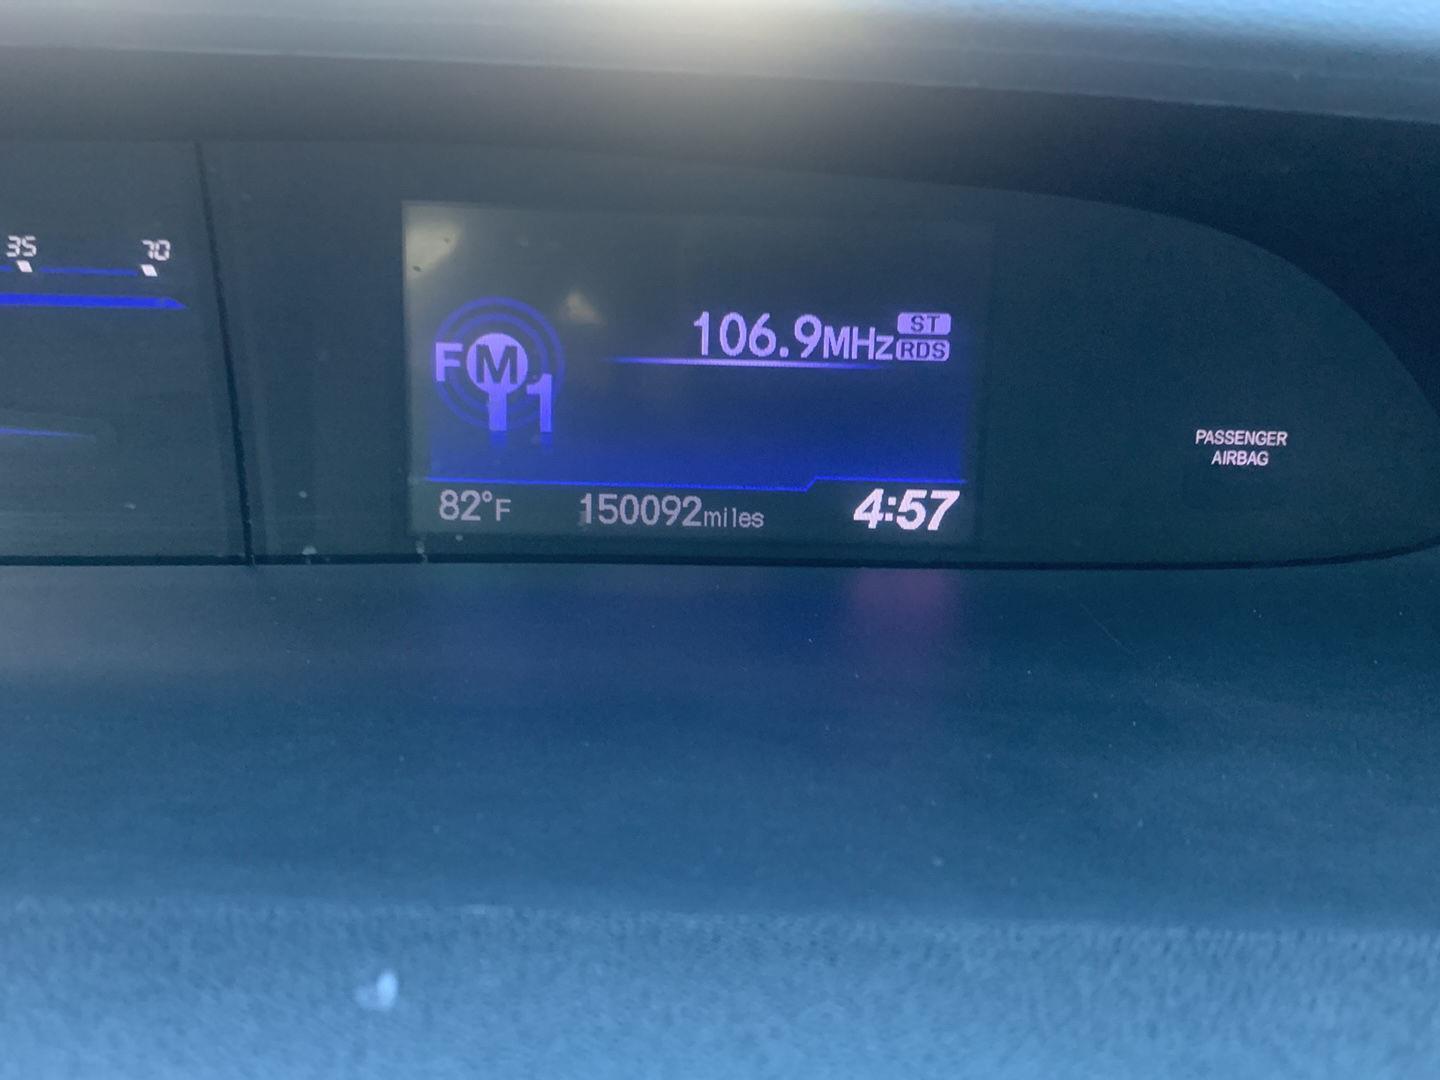 35 70
106.9MHz ST
RDS
FM
1
PASSENGER
AIRBAG
82°F 150092miles 4:57